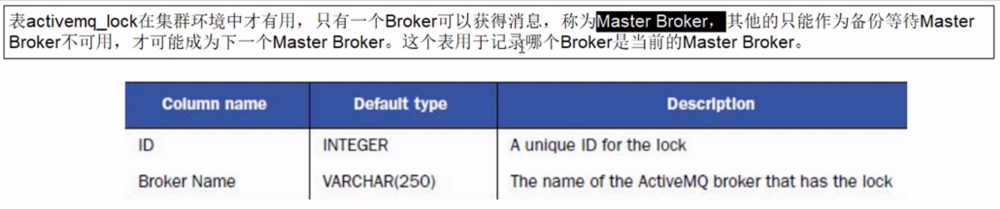 表activemq_lock在集群环境中才有用，只有一个Broker可以获得消息，称为Master Broker，其他的只能作为备份等待Master
Broker不可用，才可能成为下一个Master Broker。这个表用于记录哪个Broker是当前的Master Broker。
Column name Default type Description
ID INTEGER A unique ID for the lock
Broker Name VARCHAR(250) The name of the ActiveMQ broker that has the lock